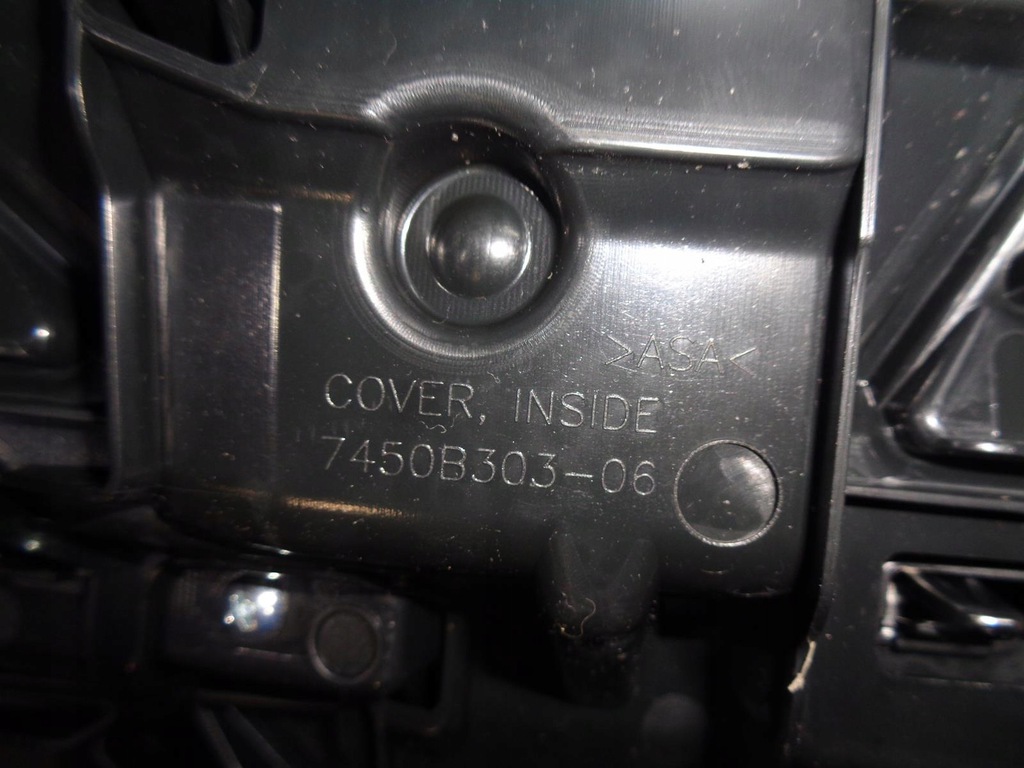 >ASA<
COVER, INSIDE
7450B303-06